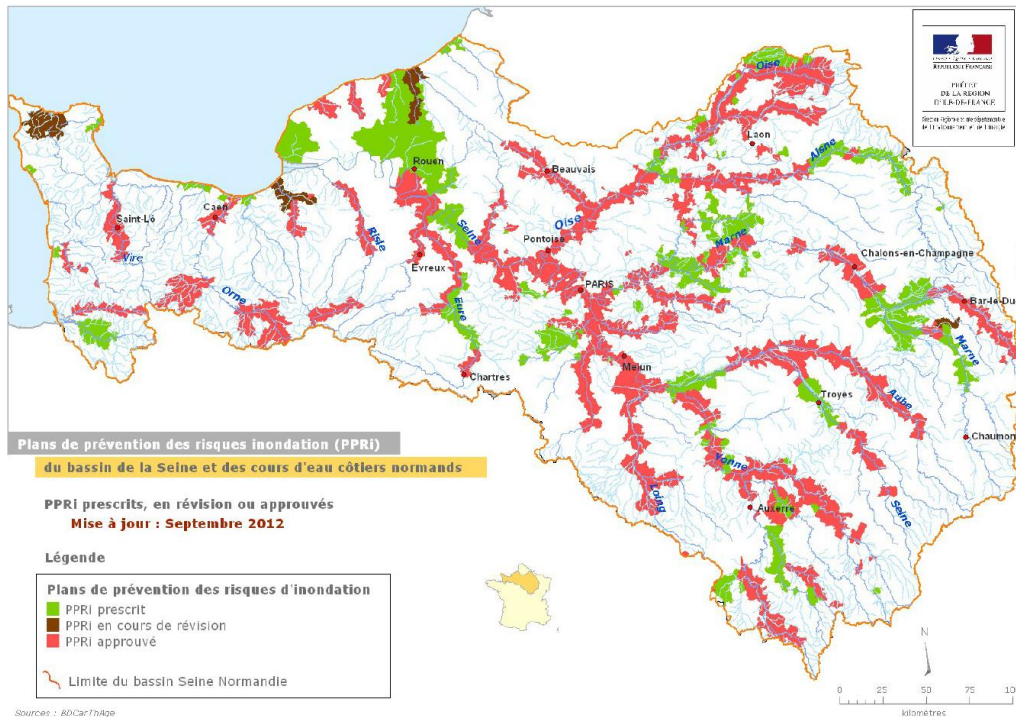 RÉPUBLIQUE FRANÇAISE
PRÉFET
DE LA RÉGION
D'ILE-DE-FRANCE
Oise
Laon
Aisne
Rouen
Beauvais
Saint-Lô
Caen
Seine
Oise
Pontoise
Marne
Chalons-en-Champagne
Vire
Risle
Evreux
PARIS
Bar-le-Du
Orne
Eure
Marne
Melun
Chartres
Troyes
Aube
Chaumon
Plans de prévention des risques inondation (PPRi)
du bassin de la Seine et des cours d'eau côtiers normands
Yonne
Loing
Auxerre
Seine
PPRi prescrits, en révision ou approuvés
Mise à jour : Septembre 2012
Légende
Plans de prévention des risques d'inondation
PPRi prescrit
PPRi en cours de révision
PPRi approuvé
Limite du bassin Seine Normandie
N
0 25 50 75 100
kilomètres
Sources : BDCarThAge